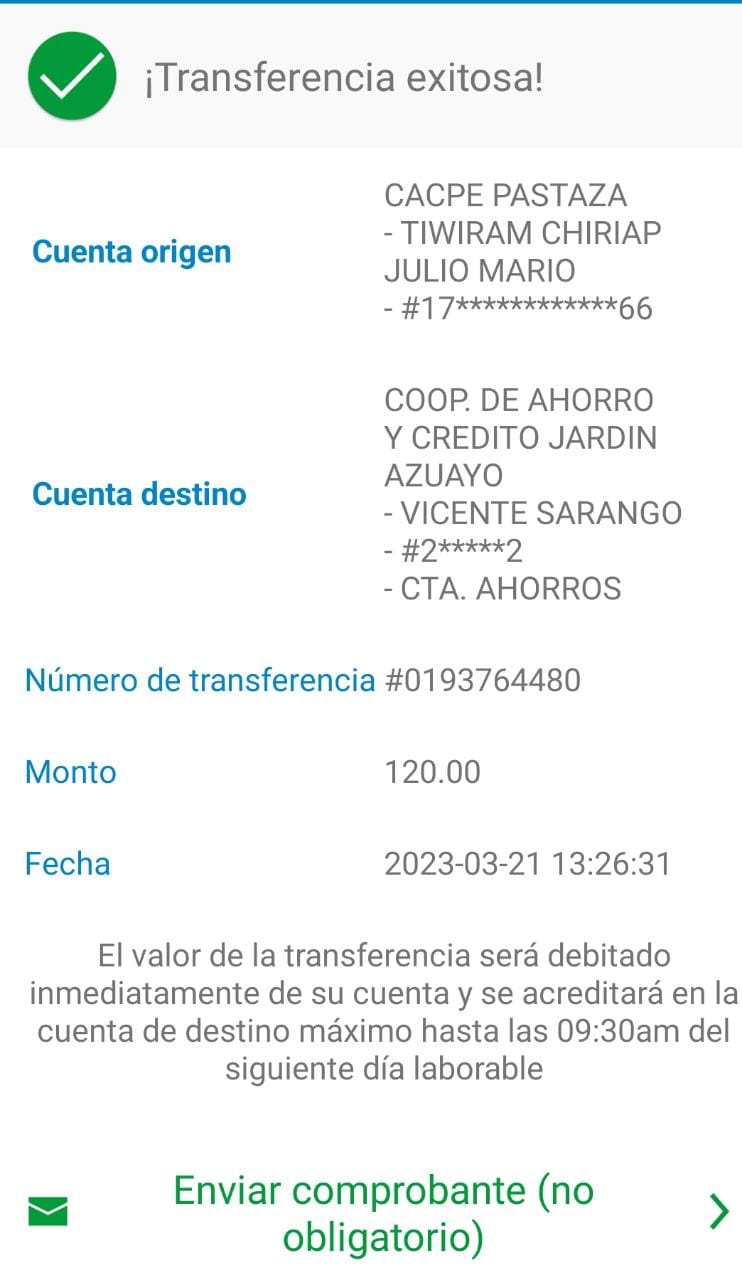 ¡Transferencia exitosa!
CACPE PASTAZA
- TIWIRAM CHIRIAP
Cuenta origen
JULIO MARIO
- #17************66
COOP. DE AHORRO
Y CREDITO JARDIN
AZUAYO
Cuenta destino
- VICENTE SARANGO
- #2*****2
- CTA. AHORROS
Número de transferencia #0193764480
Monto 120.00
Fecha 2023-03-21 13:26:31
El valor de la transferencia será debitado
inmediatamente de su cuenta y se acreditará en la
cuenta de destino máximo hasta las 09:30am del
siguiente día laborable
Enviar comprobante (no
obligatorio)